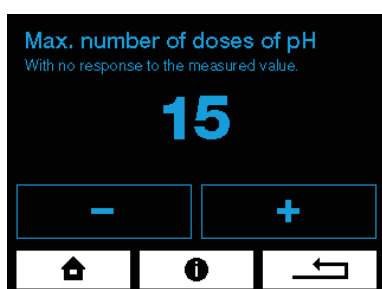 Max. number of doses of pH
With no response to the measured value.
15
− +